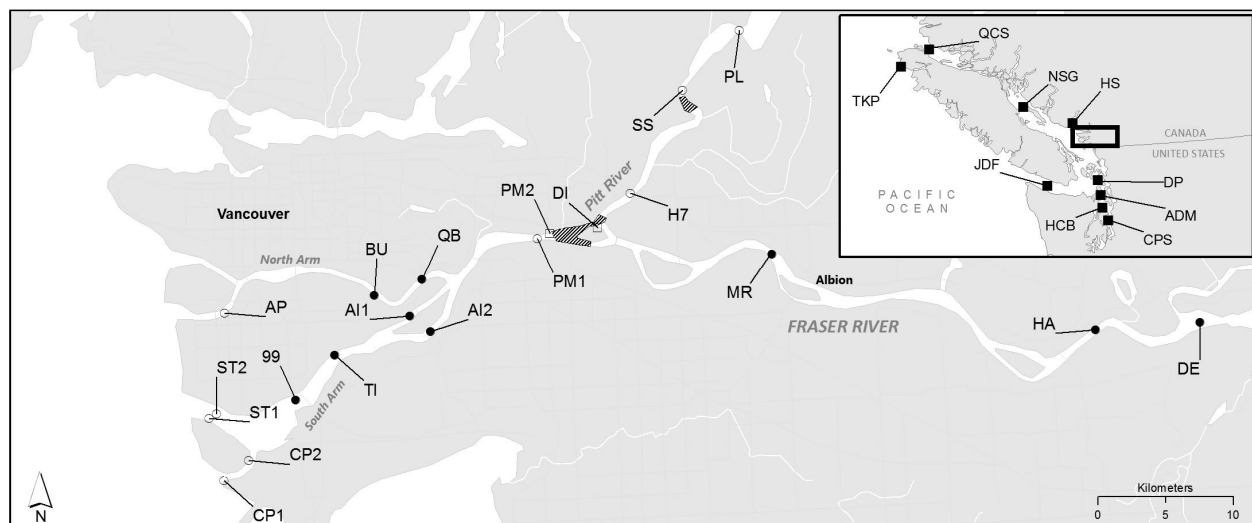 QCS
TKP
NSG
HS
CANADA
UNITED STATES
JDF
DP
PACIFIC
OCEAN
ADM
HCB
CPS
PL
SS
Pitt River
DI
PM2
H7
Vancouver
QB
BU
North Arm
PM1
MR
Albion
AP
AI1
AI2
FRASER RIVER
HA
99
ST2
TI
DE
ST1
South Arm
CP2
CP1
N
Kilometers
0 5 10